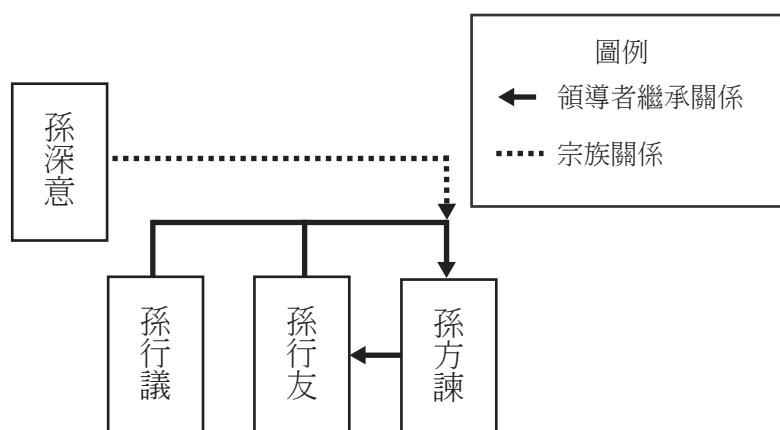 圖例
領導者繼承關係
宗族關係
孫深意
孫行議
孫行友
孫方諫